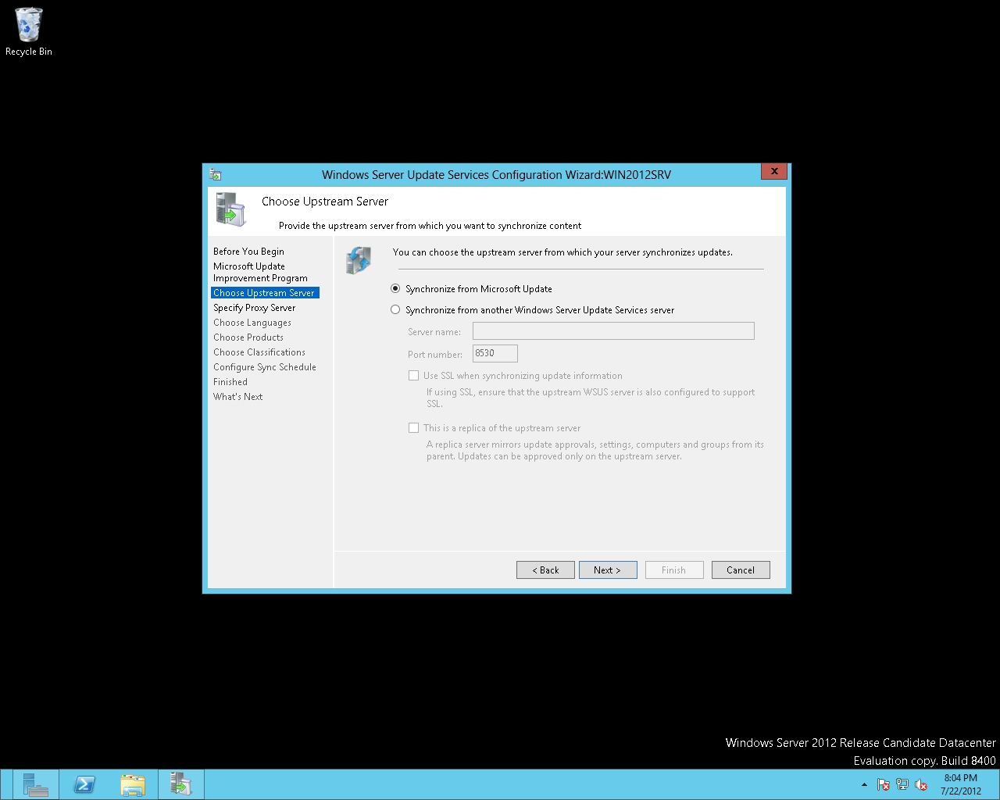 Recycle Bin
Windows Server Update Services Configuration Wizard:WIN2012SRV
x
Choose Upstream Server
Provide the upstream server from which you want to synchronize content
Before You Begin
Microsoft Update
Improvement Program
Choose Upstream Server
Specify Proxy Server
Choose Languages
Choose Products
Choose Classifications
Configure Sync Schedule
Finished
What's Next
You can choose the upstream server from which your server synchronizes updates.
Synchronize from Microsoft Update
Synchronize from another Windows Server Update Services server
Server name:
Port number: 8530
Use SSL when synchronizing update information
If using SSL, ensure that the upstream WSUS server is also configured to support
SSL.
This is a replica of the upstream server
A replica server mirrors update approvals, settings, computers and groups from its
parent. Updates can be approved only on the upstream server.
< Back Next > Finish Cancel
Windows Server 2012 Release Candidate Datacenter
Evaluation copy. Build 8400
8:04 PM
7/22/2012